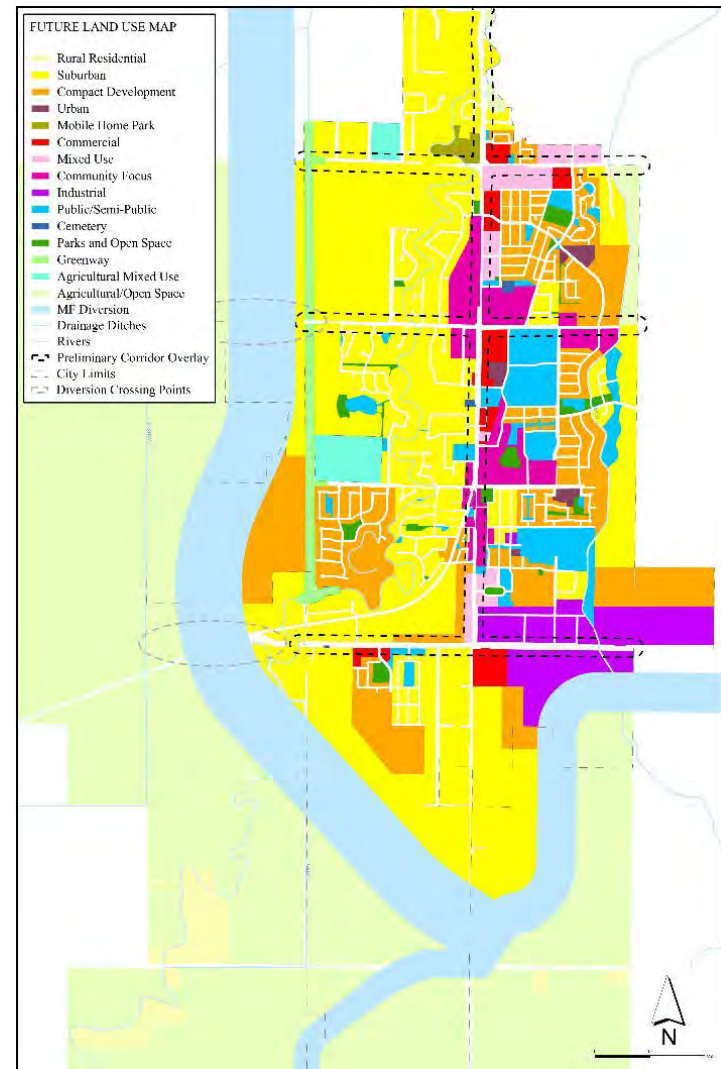 FUTURE LAND USE MAP
Rural Residential
Suburban
Compact Development
Urban
Mobile Home Park
Commercial
Mixed Use
Community Focus
Industrial
Public/Semi-Public
Cemetery
Parks and Open Space
Greenway
Agricultural Mixed Use
Agricultural/Open Space
MF Diversion
Drainage Ditches
Rivers
Preliminary Corridor Overlay
City Limits
Diversion Crossing Points
N